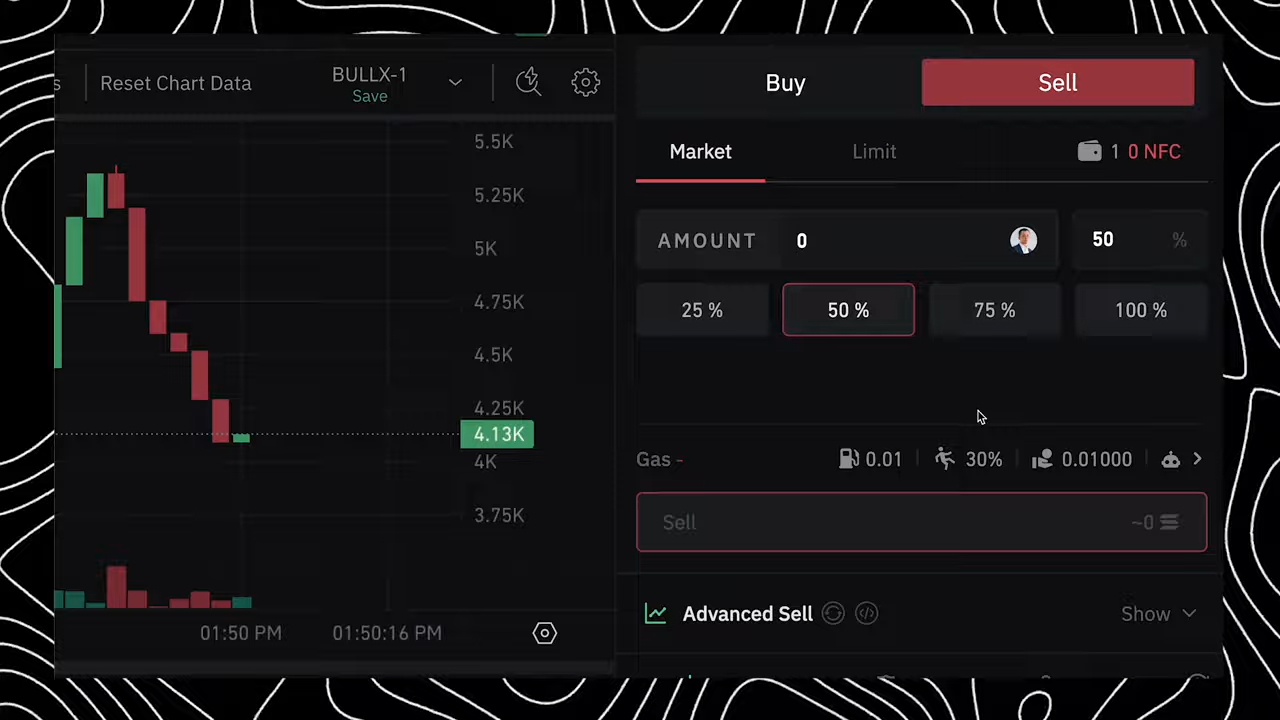 s
Reset Chart Data
BULLX-1
Save
5.5K
5.25K
5K
4.75K
4.5K
4.25K
4.13K
4K
3.75K
01:50 PM
01:50:16 PM
Buy
Sell
Market
Limit
1 0 NFC
AMOUNT 0
50 %
25 %
50 %
75 %
100 %
Gas -
0.01
30%
0.01000
Sell
~0
Advanced Sell
Show